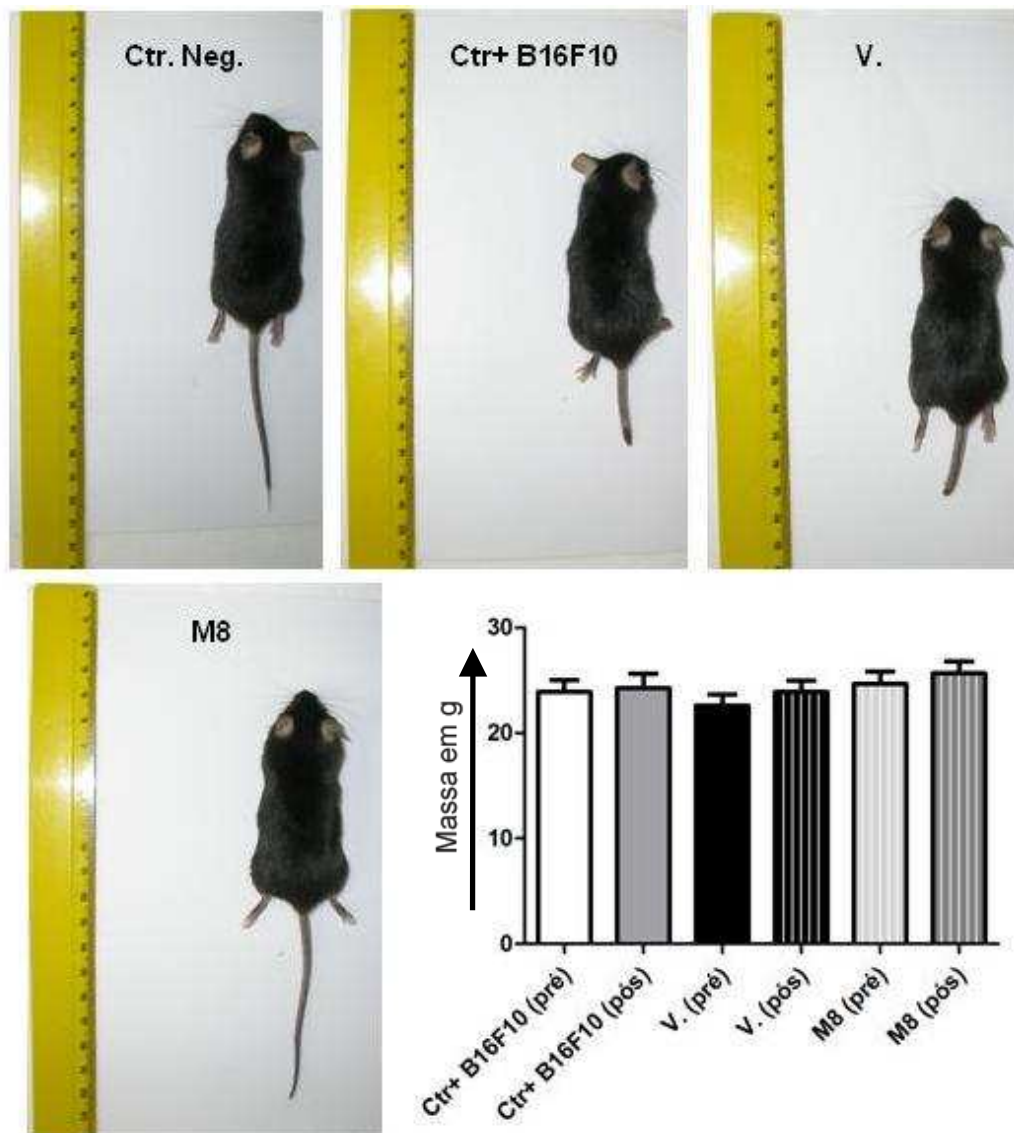 Ctr. Neg.
Ctr+ B16F10
V.
M8
Massa em g
30
20
10
0
Ctr+ B16F10 (pré)
Ctr+ B16F10 (pós)
V. (pré)
V. (pós)
M8 (pré)
M8 (pós)